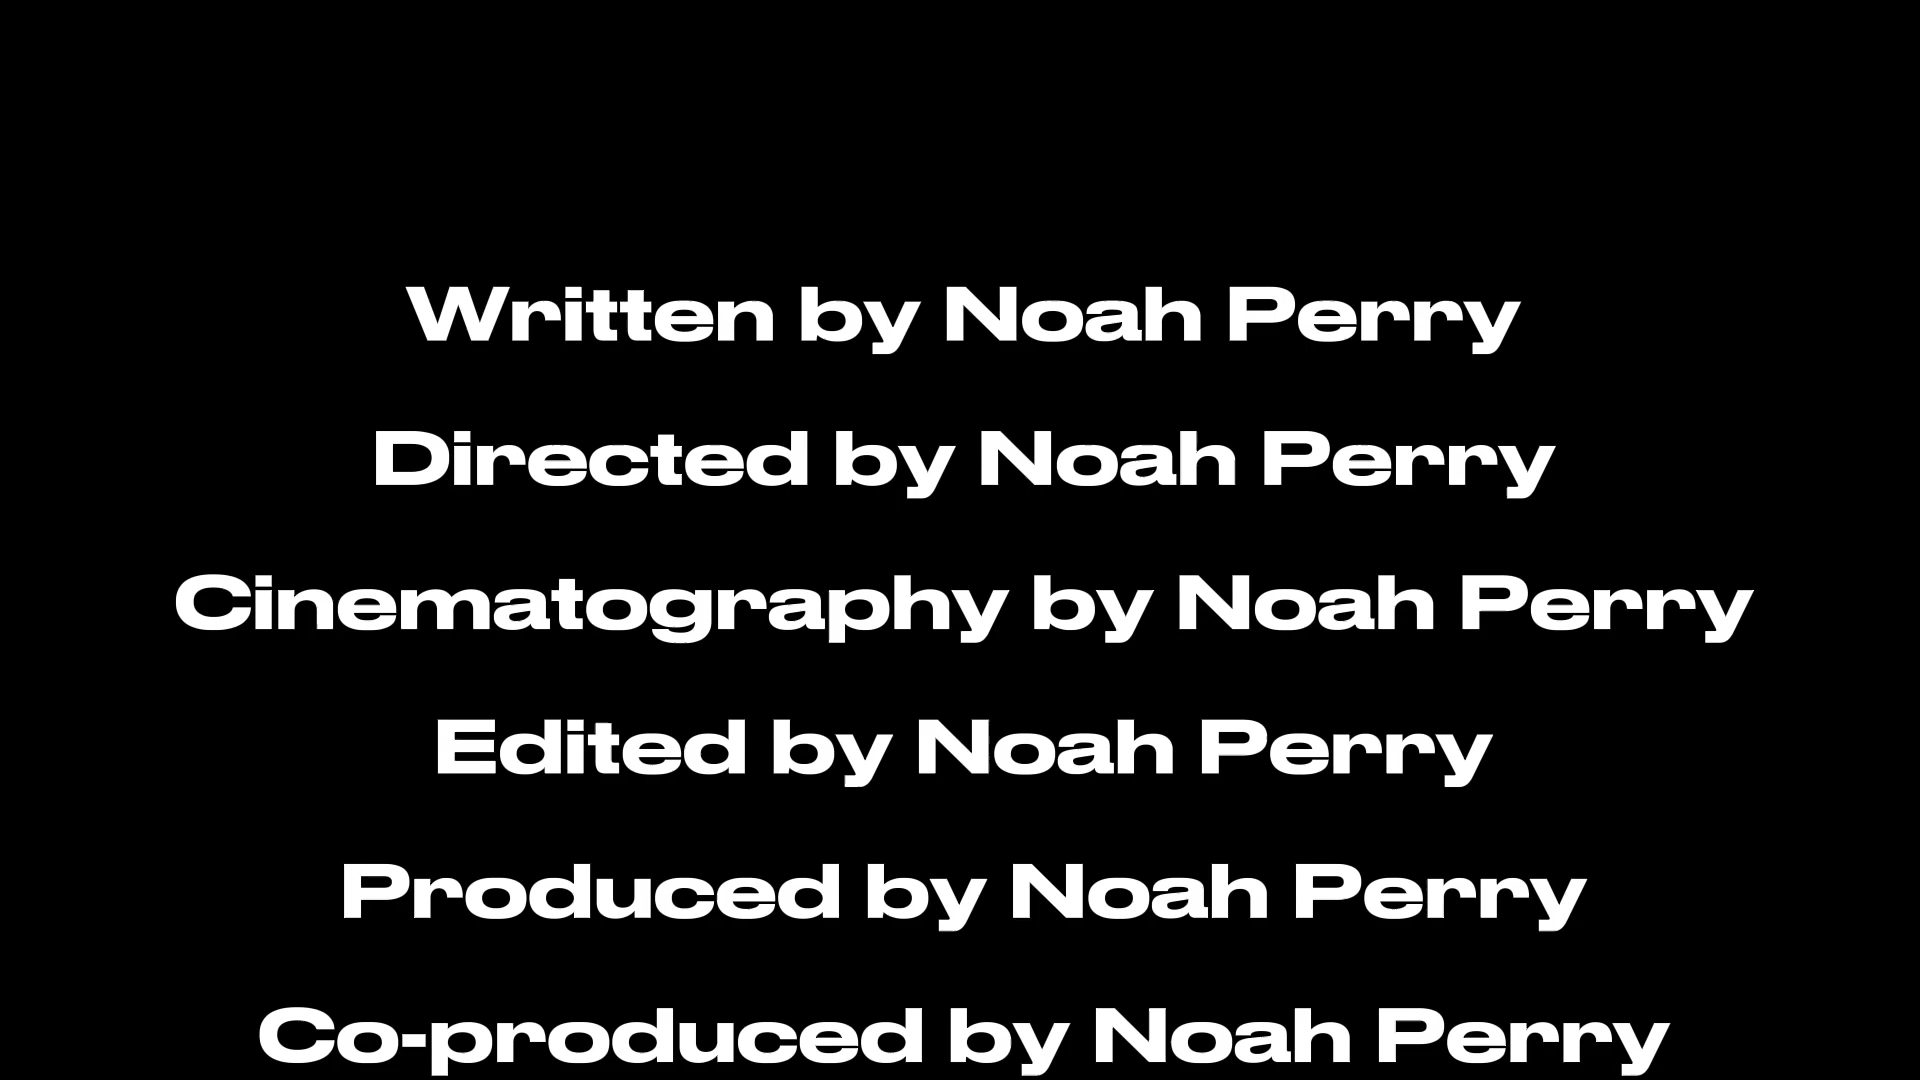 Written by Noah Perry
Directed by Noah Perry
Cinematography by Noah Perry
Edited by Noah Perry
Produced by Noah Perry
Co-produced by Noah Perry